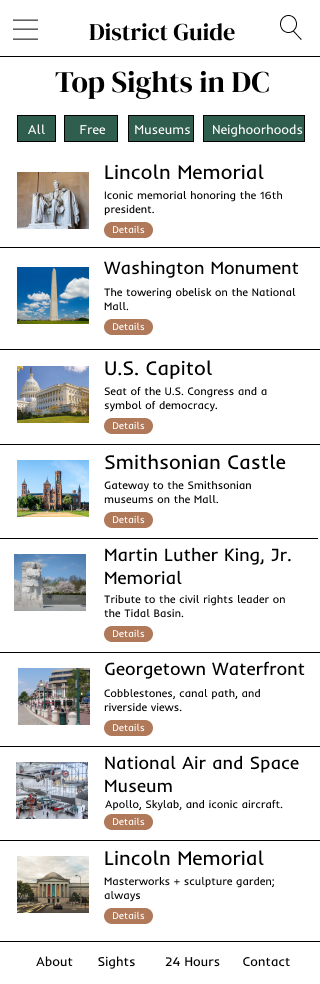 District Guide
Top Sights in DC
All Free Museums Neighoorhoods
Lincoln Memorial
Iconic memorial honoring the 16th
president.
Details
Washington Monument
The towering obelisk on the National
Mall.
Details
U.S. Capitol
Seat of the U.S. Congress and a
symbol of democracy.
Details
Smithsonian Castle
Gateway to the Smithsonian
museums on the Mall.
Details
Martin Luther King, Jr.
Memorial
Tribute to the civil rights leader on
the Tidal Basin.
Details
Georgetown Waterfront
Cobblestones, canal path, and
riverside views.
Details
National Air and Space
Museum
Apollo, Skylab, and iconic aircraft.
Details
Lincoln Memorial
Masterworks + sculpture garden;
always
Details
About Sights 24 Hours Contact